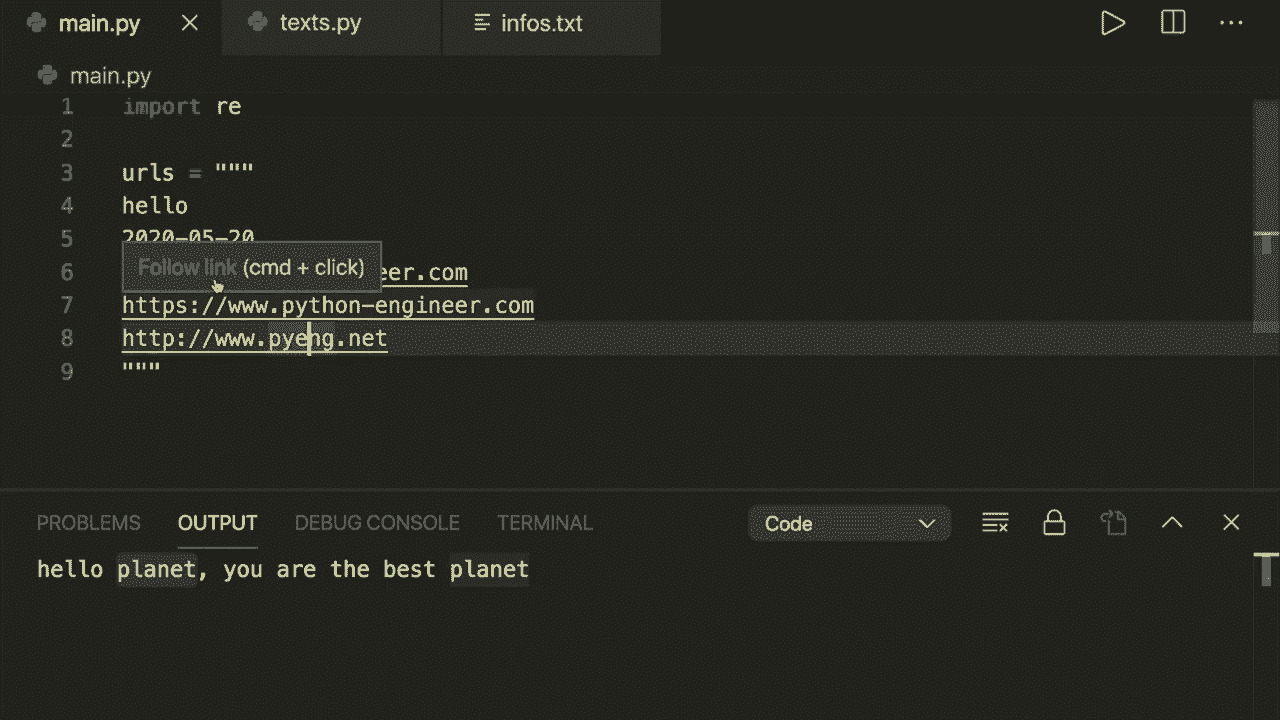 main.py
texts.py
infos.txt
main.py
1 import re
2
3 urls = """
4 hello
5 2020-05-20
Follow link (cmd + click)
6 eer.com
7 https://www.python-engineer.com
8 http://www.pyeng.net
9 """
PROBLEMS OUTPUT DEBUG CONSOLE TERMINAL Code
hello planet, you are the best planet